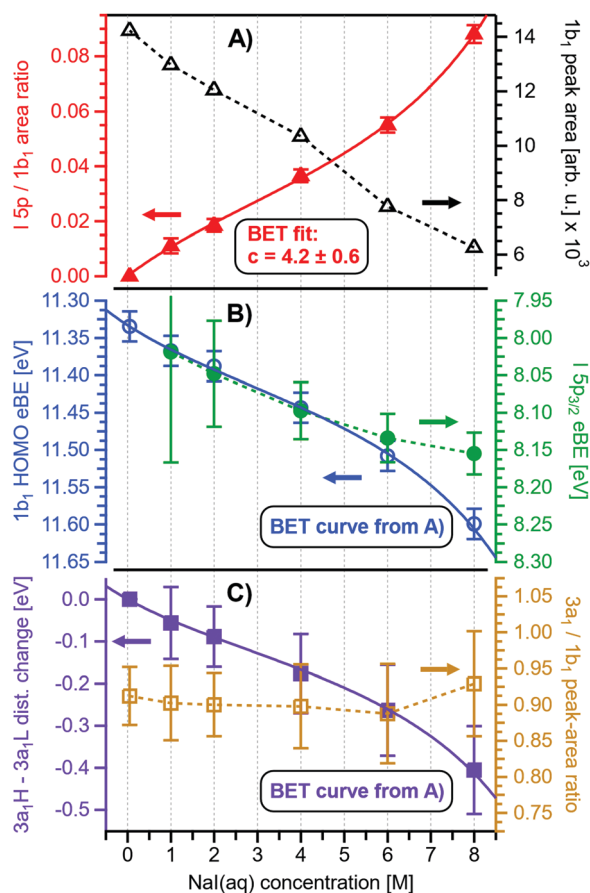 A)
I 5p / 1b₁ area ratio
0.08
0.06
0.04
0.02
0.00
BET fit:
c = 4.2 ± 0.6
14
12
10
8
6
1b₁ peak area
[arb. u.] x 10³
B)
1b₁ HOMO eBE [eV]
11.30
11.35
11.40
11.45
11.50
11.55
11.60
11.65
BET curve from A)
7.95
8.00
8.05
8.10
8.15
8.20
8.25
8.30
I 5p₃/₂ eBE
[eV]
C)
3a₁H - 3a₁L dist. change [eV]
0.0
-0.1
-0.2
-0.3
-0.4
-0.5
BET curve from A)
1.05
1.00
0.95
0.90
0.85
0.80
0.75
3a₁ / 1b₁
peak-area ratio
0 1 2 3 4 5 6 7 8
NaI(aq) concentration [M]